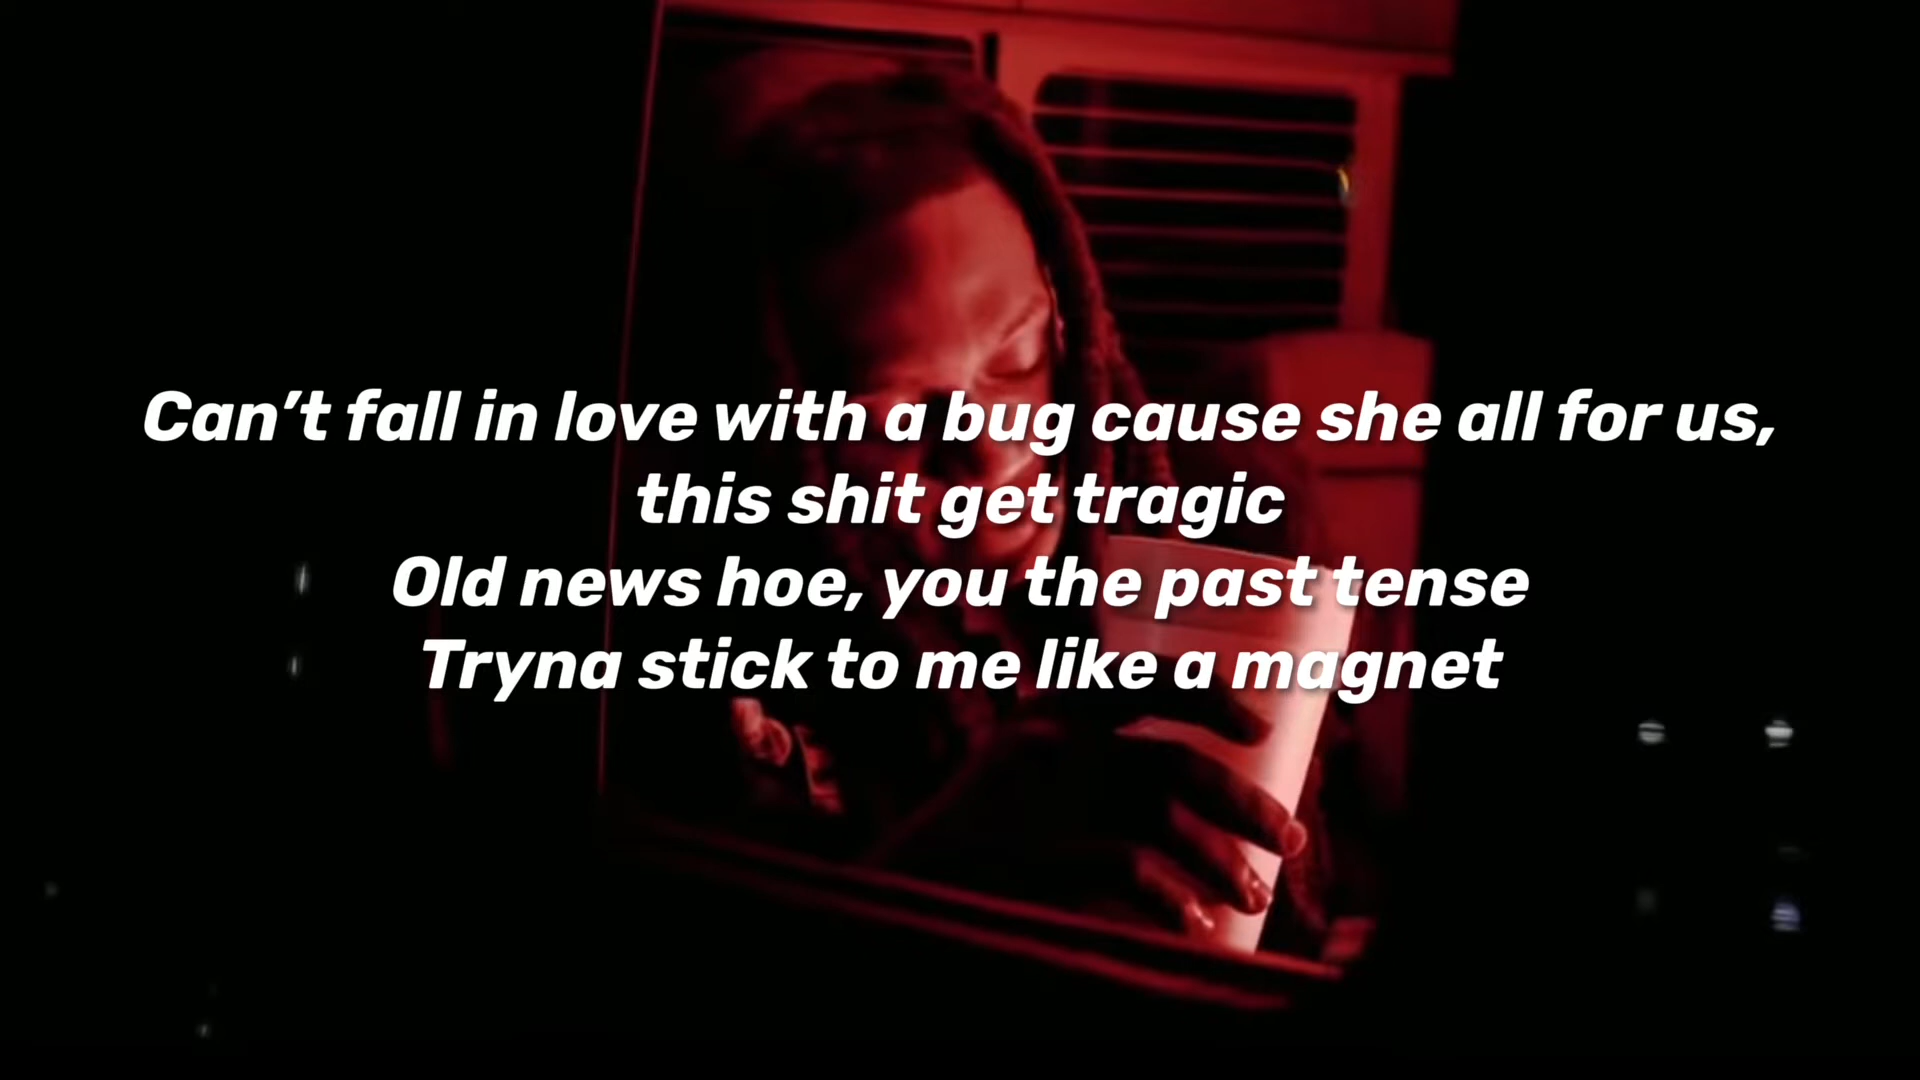 Can’t fall in love with a bug cause she all for us,
this shit get tragic
Old news hoe, you the past tense
Tryna stick to me like a magnet